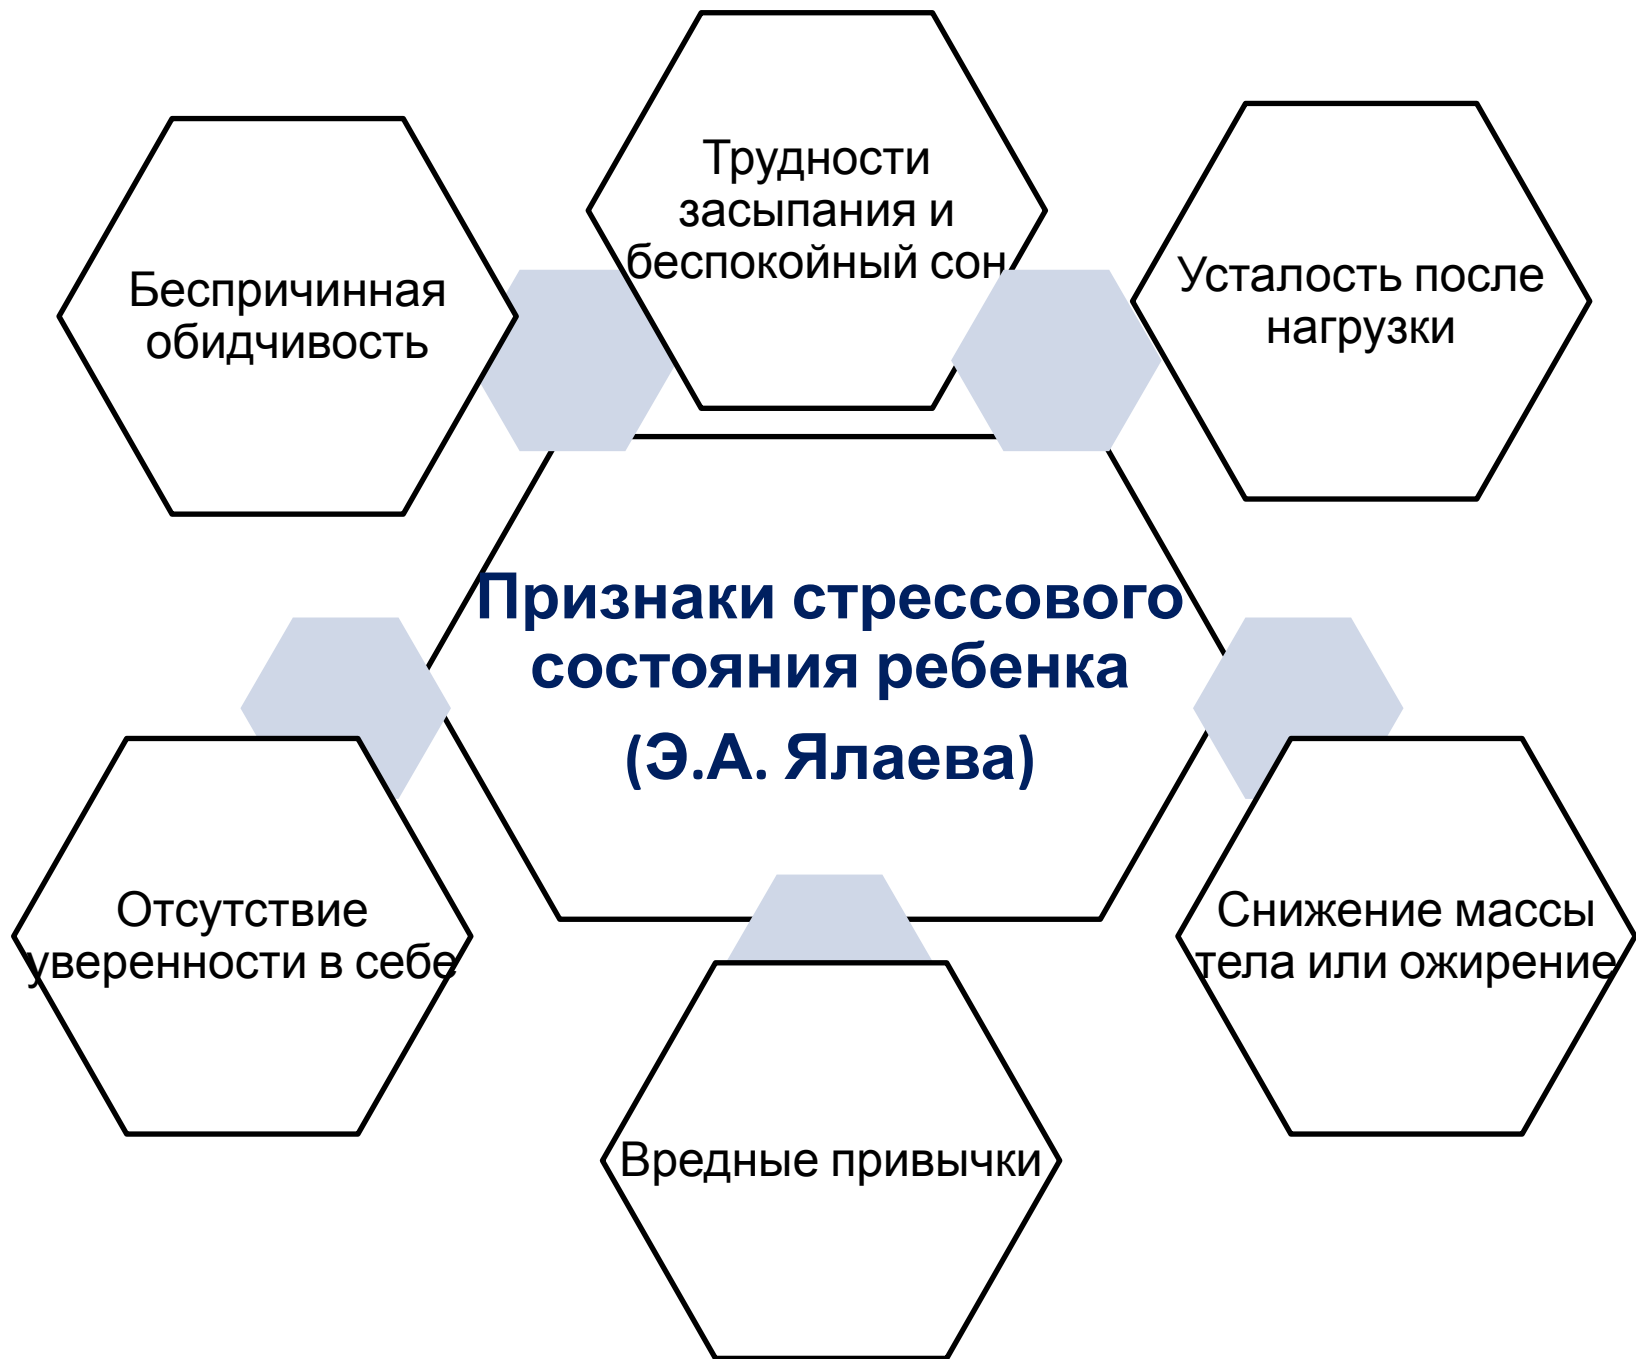 Трудности
засыпания и
беспокойный сон
Беспричинная
обидчивость
Усталость после
нагрузки
Признаки стрессового
состояния ребенка
(Э.А. Ялаева)
Отсутствие
уверенности в себе
Снижение массы
тела или ожирение
Вредные привычки